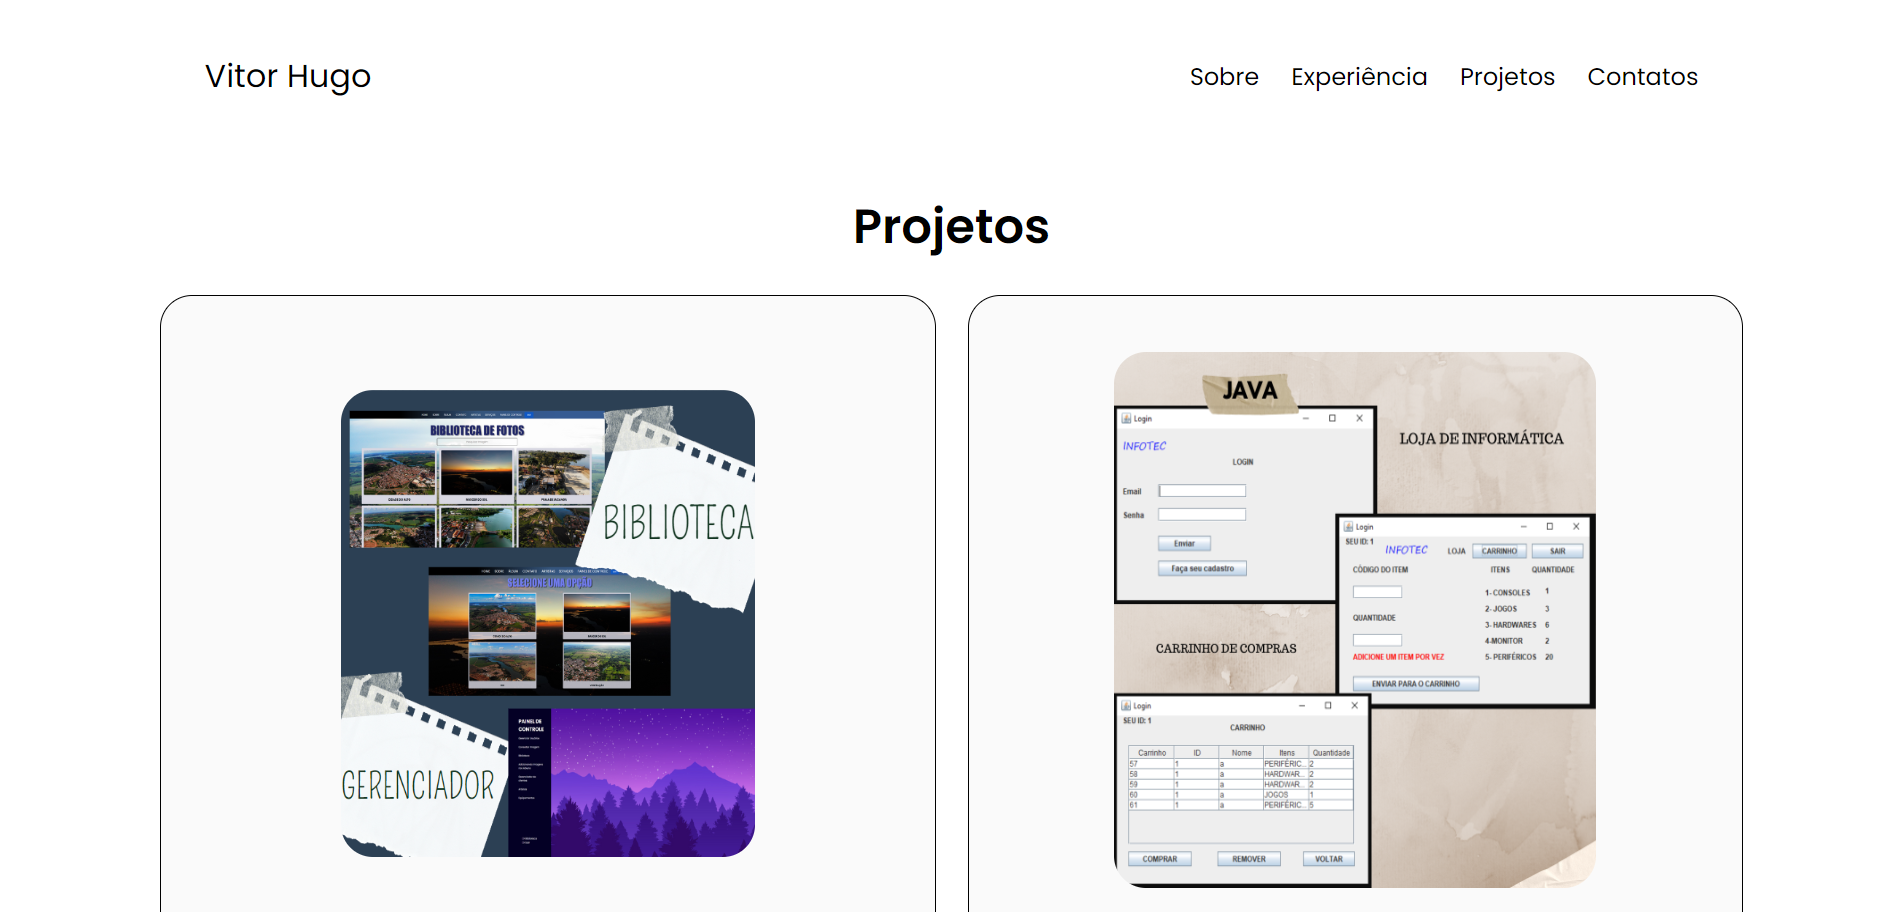 Vitor Hugo
Sobre Experiência Projetos Contatos
Projetos
BIBLIOTECA DE FOTOS
BIBLIOTECA
SELECIONE UMA OPÇÃO
GERENCIADOR
PAINEL DE
CONTROLE
JAVA
LOJA DE INFORMÁTICA
Login
INFOTEC
LOGIN
Email
Senha
Enviar
Faça seu cadastro
Login
SEU ID: 1
INFOTEC LOJA CARRINHO SAIR
CÓDIGO DO ITEM ITENS QUANTIDADE
1- CONSOLES 1
2- JOGOS 3
QUANTIDADE
3- HARDWARES 6
4-MONITOR 2
ADICIONE UM ITEM POR VEZ
5- PERIFÉRICOS 20
ENVIAR PARA O CARRINHO
CARRINHO DE COMPRAS
Login
SEU ID: 1
CARRINHO
Carrinho ID Nome Itens Quantidade
57 1 a PERIFÉRIC... 2
58 1 a HARDWAR... 2
59 1 a HARDWAR... 2
60 1 a JOGOS 1
61 1 a PERIFÉRIC... 5
COMPRAR REMOVER VOLTAR